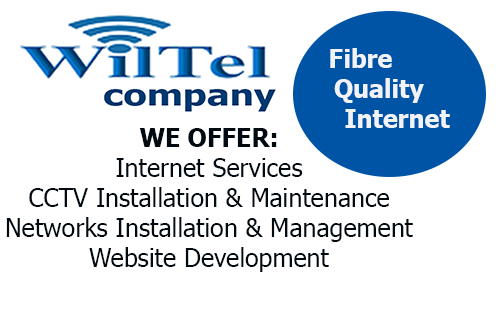 WilTel
company
Fibre
Quality
Internet
WE OFFER:
Internet Services
CCTV Installation & Maintenance
Networks Installation & Management
Website Development